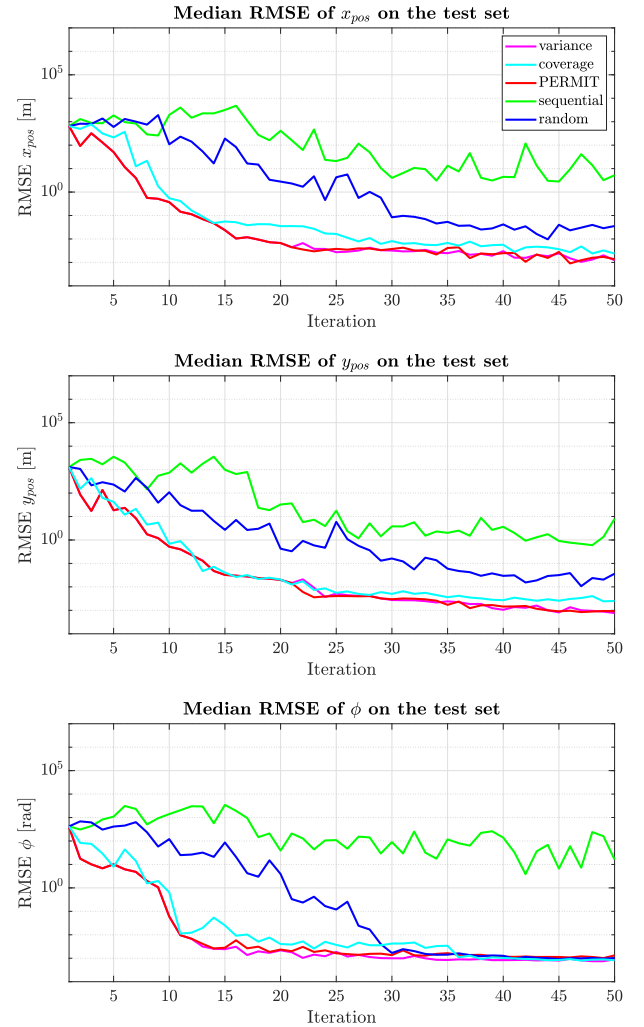 Median RMSE of x_pos on the test set
10^5
10^0
RMSE x_pos [m]
variance
coverage
PERMIT
sequential
random
5 10 15 20 25 30 35 40 45 50
Iteration
Median RMSE of y_pos on the test set
10^5
10^0
RMSE y_pos [m]
5 10 15 20 25 30 35 40 45 50
Iteration
Median RMSE of ϕ on the test set
10^5
10^0
RMSE ϕ [rad]
5 10 15 20 25 30 35 40 45 50
Iteration